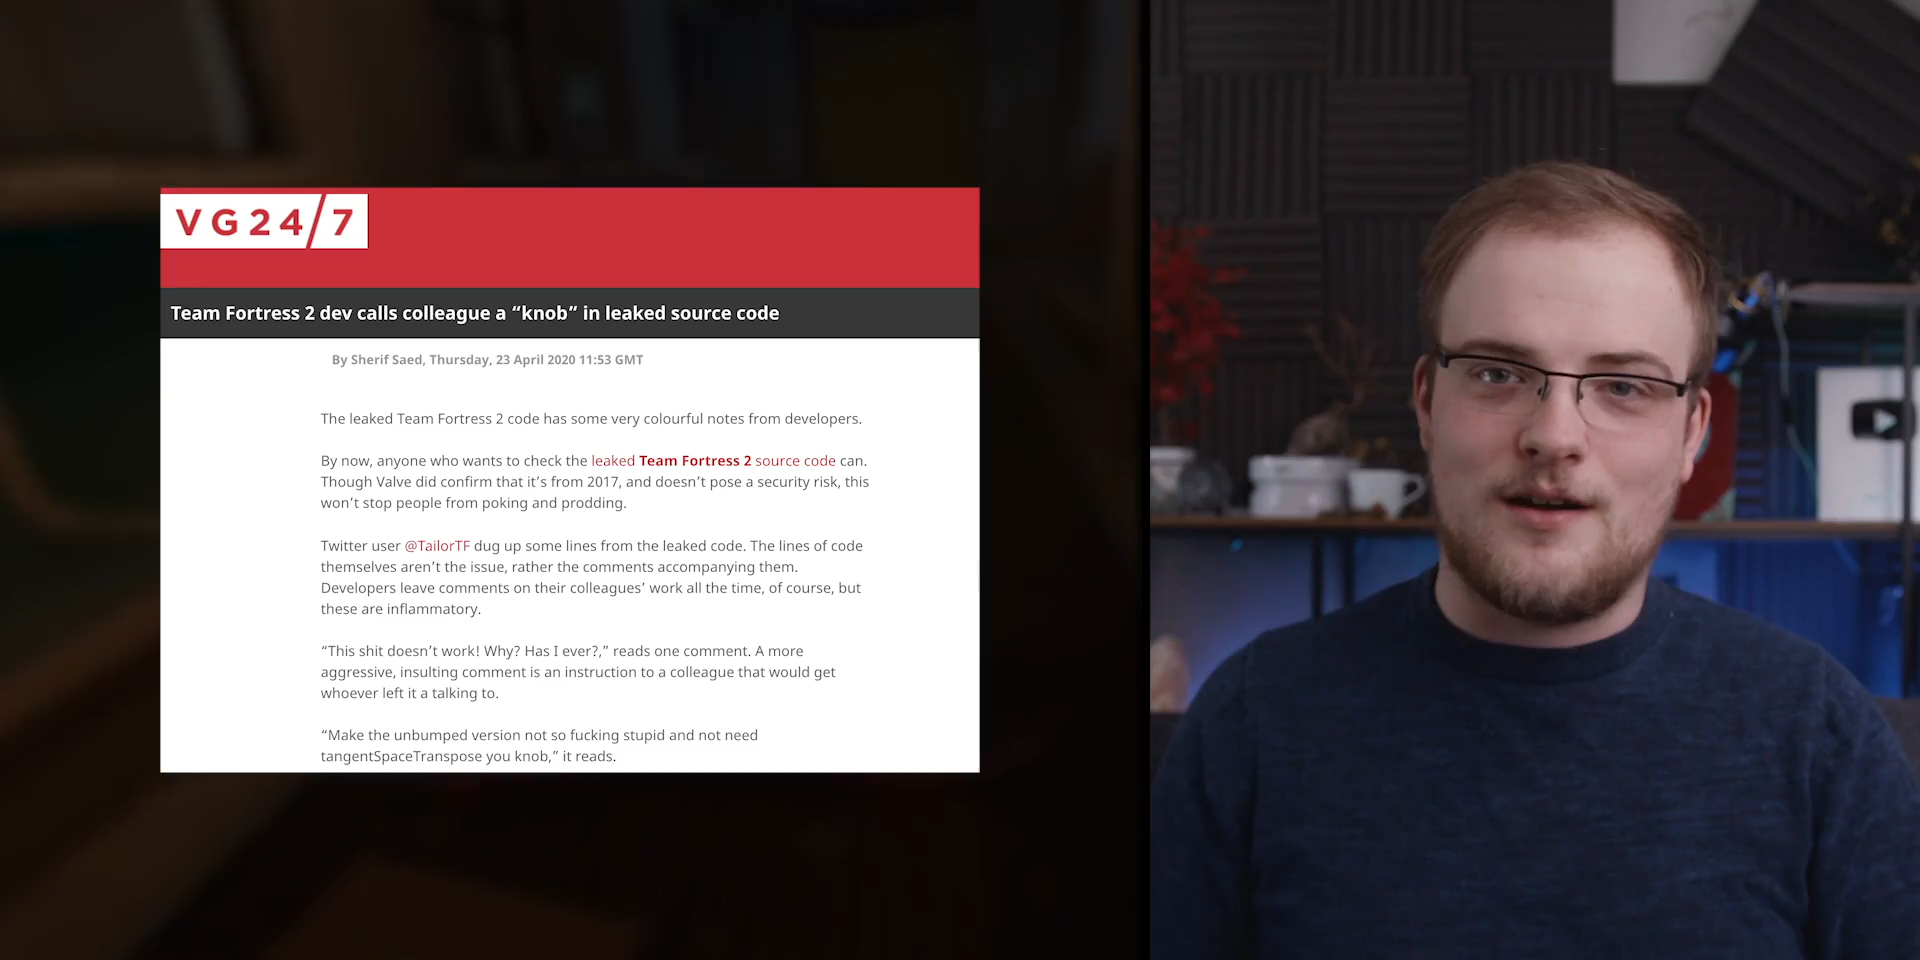 VG24/7
Team Fortress 2 dev calls colleague a “knob” in leaked source code
By Sherif Saed, Thursday, 23 April 2020 11:53 GMT
The leaked Team Fortress 2 code has some very colourful notes from developers.
By now, anyone who wants to check the leaked Team Fortress 2 source code can.
Though Valve did confirm that it’s from 2017, and doesn’t pose a security risk, this
won’t stop people from poking and prodding.
Twitter user @TailorTF dug up some lines from the leaked code. The lines of code
themselves aren’t the issue, rather the comments accompanying them.
Developers leave comments on their colleagues’ work all the time, of course, but
these are inflammatory.
“This shit doesn’t work! Why? Has I ever?,” reads one comment. A more
aggressive, insulting comment is an instruction to a colleague that would get
whoever left it a talking to.
“Make the unbumped version not so fucking stupid and not need
tangentSpaceTranspose you knob,” it reads.